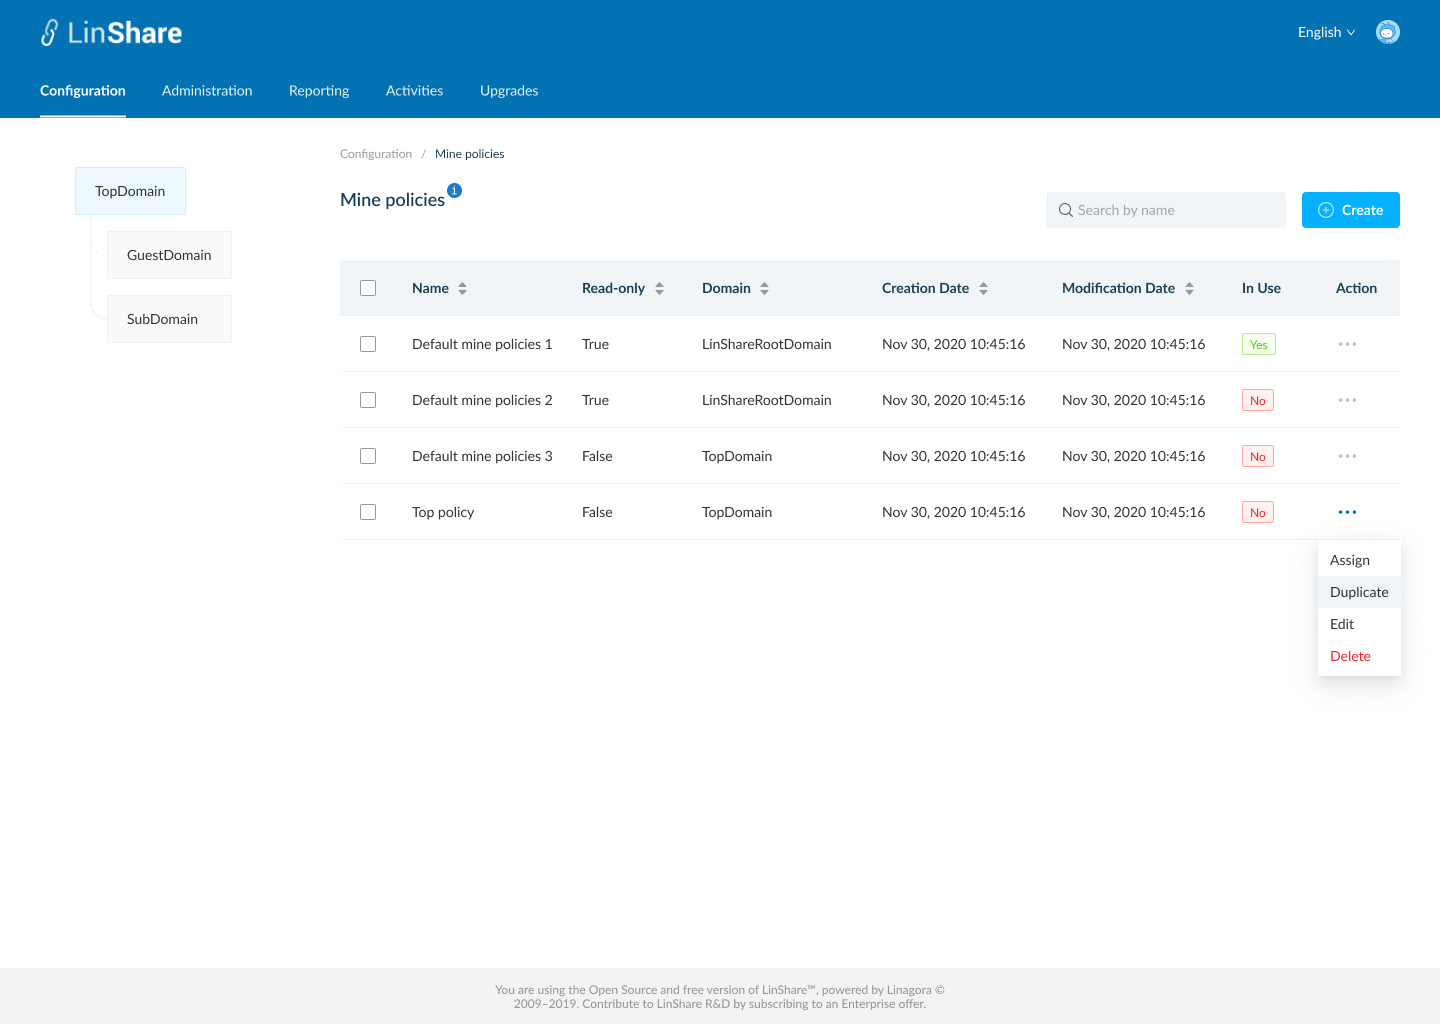 LinShare
English
Configuration Administration Reporting Activities Upgrades
Configuration / Mine policies
TopDomain
GuestDomain
SubDomain
Mine policies
Search by name
Create
Name Read-only Domain Creation Date Modification Date In Use Action
Default mine policies 1 True LinShareRootDomain Nov 30, 2020 10:45:16 Nov 30, 2020 10:45:16 Yes
Default mine policies 2 True LinShareRootDomain Nov 30, 2020 10:45:16 Nov 30, 2020 10:45:16 No
Default mine policies 3 False TopDomain Nov 30, 2020 10:45:16 Nov 30, 2020 10:45:16 No
Top policy False TopDomain Nov 30, 2020 10:45:16 Nov 30, 2020 10:45:16 No
Assign
Duplicate
Edit
Delete
You are using the Open Source and free version of LinShare™, powered by Linagora ©
2009–2019. Contribute to LinShare R&D by subscribing to an Enterprise offer.